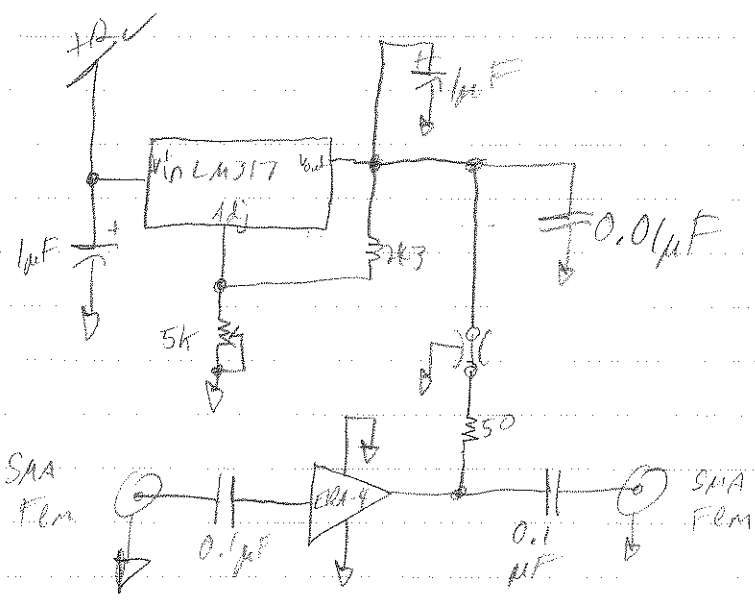 +12V
1µF
Vin LM317 Vout
Adj
1µF
0.01µF
5k
50
SMA
Fem
0.1µF
ERA-4
0.1
µF
SMA
Fem